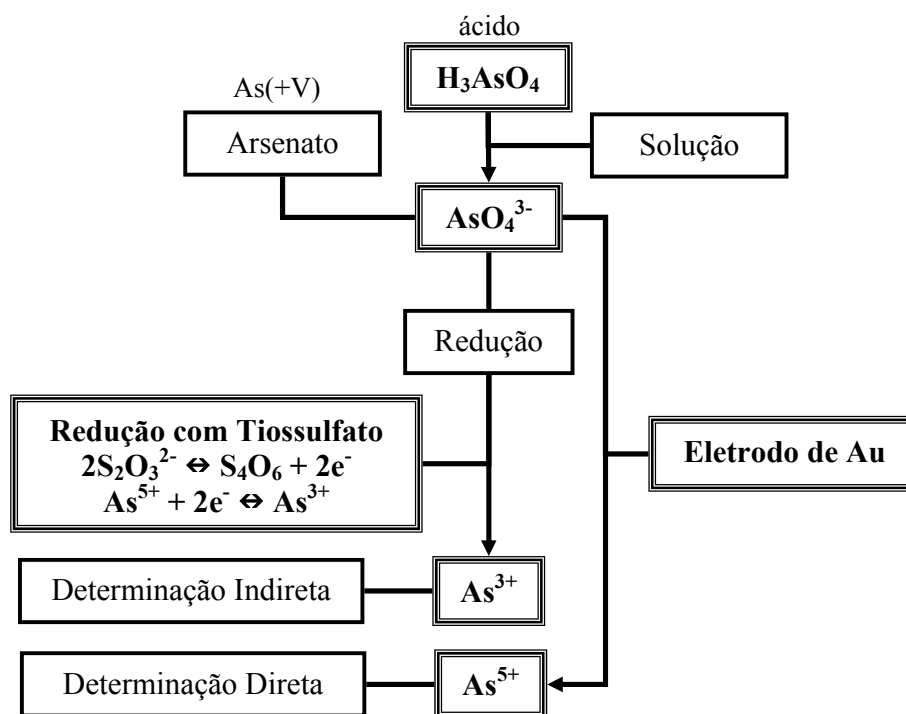 ácido
H₃AsO₄
As(+V)
Arsenato
Solução
AsO₄³⁻
Redução
Redução com Tiossulfato
2S₂O₃²⁻ ⇔ S₄O₆ + 2e⁻
As⁵⁺ + 2e⁻ ⇔ As³⁺
Eletrodo de Au
Determinação Indireta
As³⁺
Determinação Direta
As⁵⁺